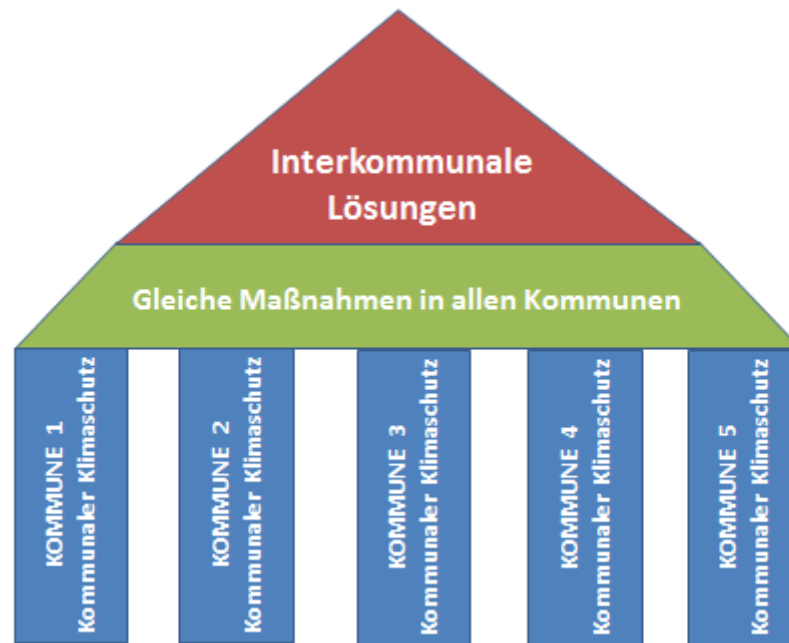 Interkommunale
Lösungen
Gleiche Maßnahmen in allen Kommunen
KOMMUNE 1
Kommunaler Klimaschutz
KOMMUNE 2
Kommunaler Klimaschutz
KOMMUNE 3
Kommunaler Klimaschutz
KOMMUNE 4
Kommunaler Klimaschutz
KOMMUNE 5
Kommunaler Klimaschutz